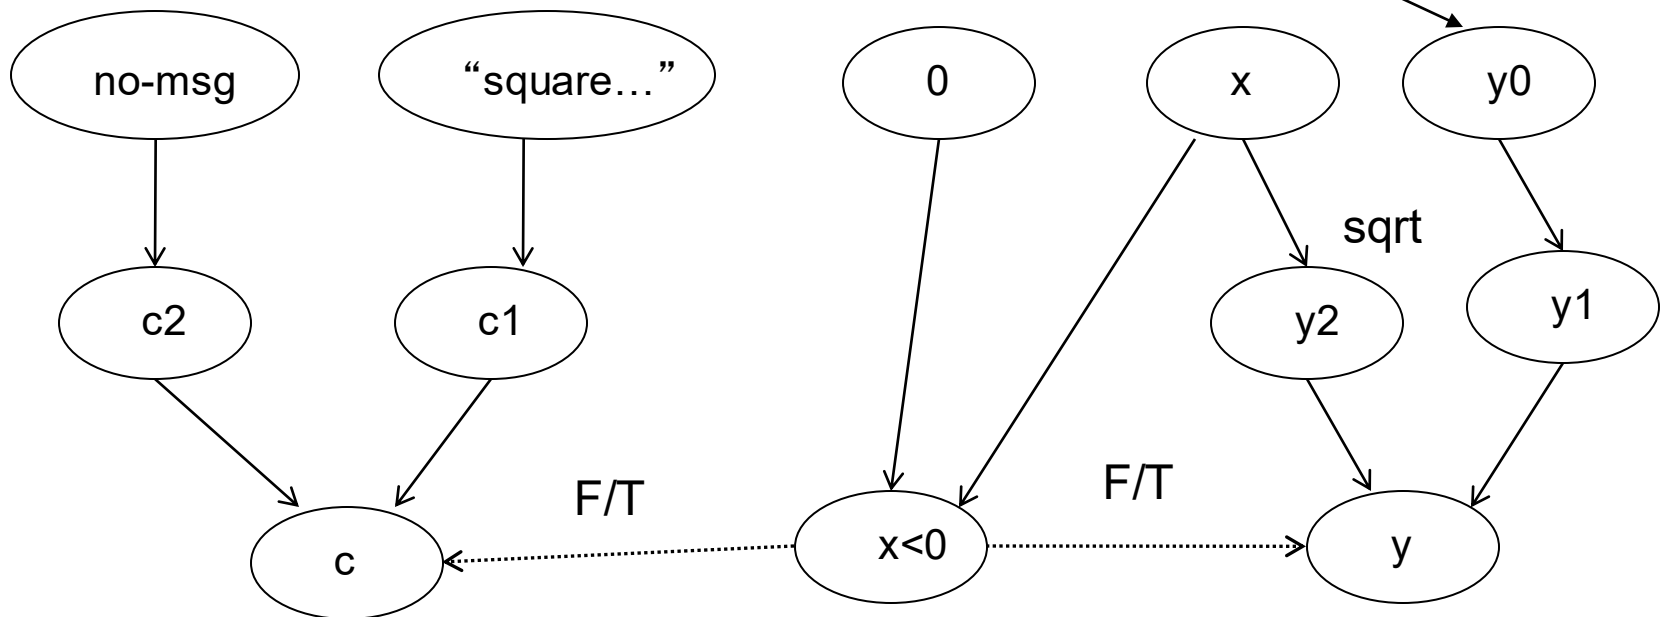 no-msg
“square…”
0
x
y0
sqrt
c2
c1
y2
y1
F/T
F/T
c
x<0
y